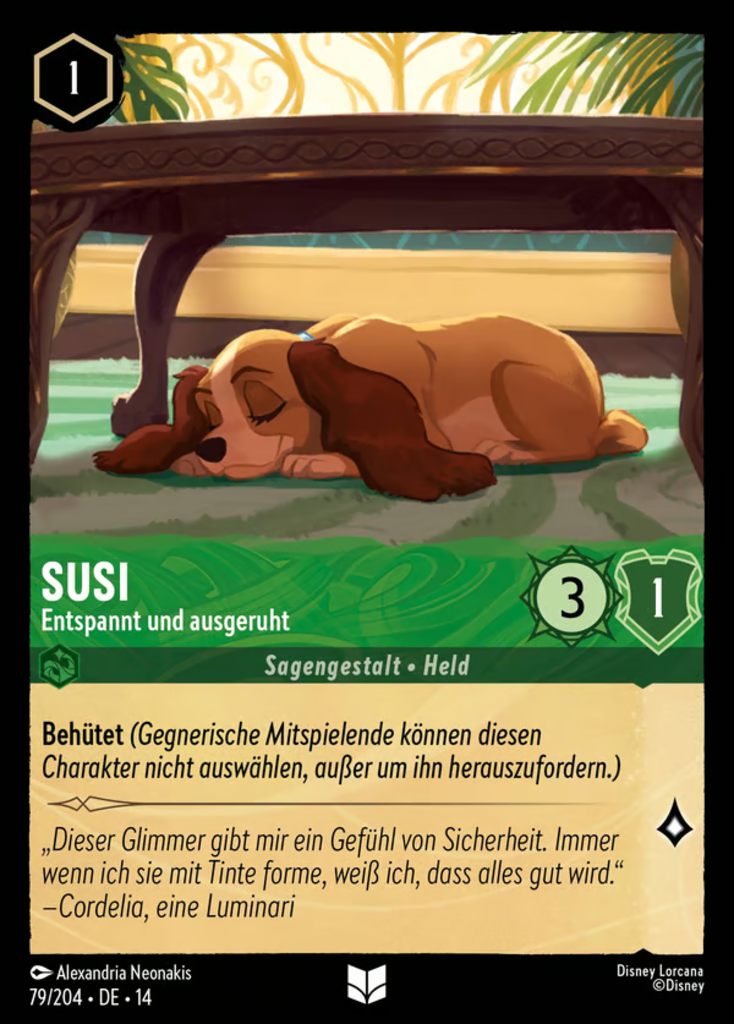 1
SUSI
Entspannt und ausgeruht
3
1
Sagengestalt • Held
Behütet (Gegnerische Mitspielende können diesen
Charakter nicht auswählen, außer um ihn herauszufordern.)
„Dieser Glimmer gibt mir ein Gefühl von Sicherheit. Immer
wenn ich sie mit Tinte forme, weiß ich, dass alles gut wird.“
–Cordelia, eine Luminari
Alexandria Neonakis
79/204 • DE • 14
Disney Lorcana
©Disney